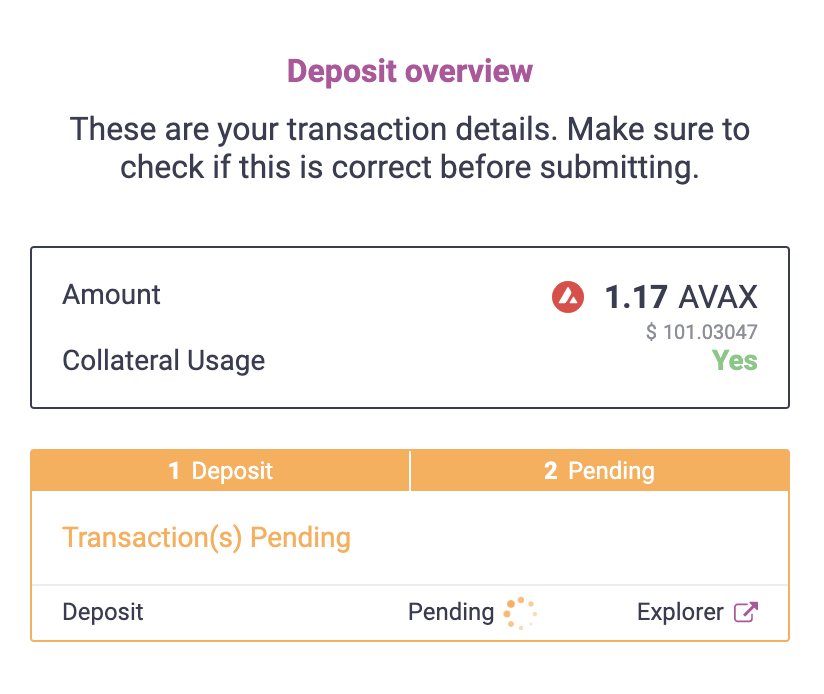 Deposit overview
These are your transaction details. Make sure to
check if this is correct before submitting.
Amount
1.17 AVAX
$ 101.03047
Collateral Usage
Yes
1 Deposit
2 Pending
Transaction(s) Pending
Deposit
Pending
Explorer